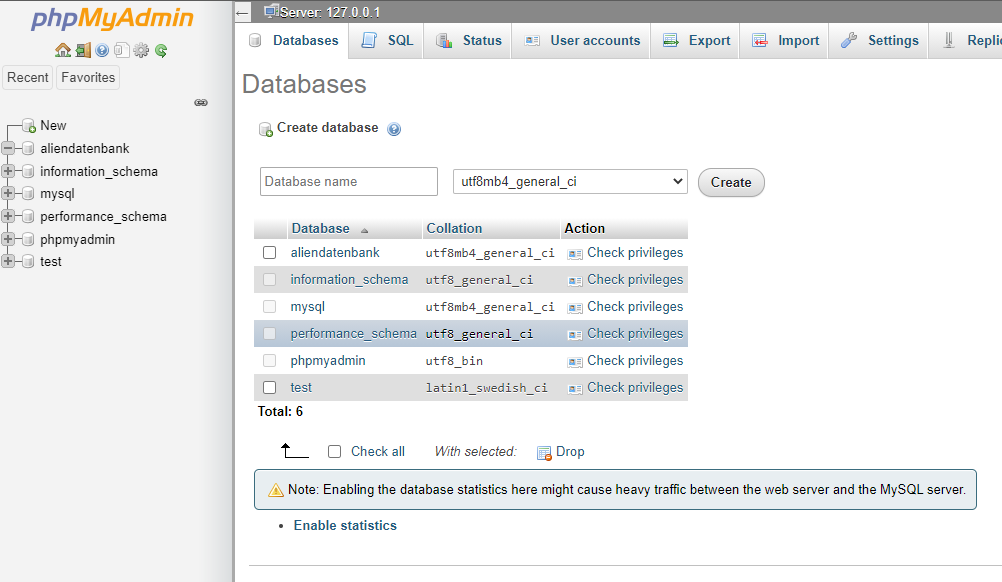 phpMyAdmin
Recent
Favorites
New
aliendatenbank
information_schema
mysql
performance_schema
phpmyadmin
test
Server: 127.0.0.1
Databases
SQL
Status
User accounts
Export
Import
Settings
Databases
Create database
Database name
utf8mb4_general_ci
Create
Database Collation Action
aliendatenbank utf8mb4_general_ci Check privileges
information_schema utf8_general_ci Check privileges
mysql utf8mb4_general_ci Check privileges
performance_schema utf8_general_ci Check privileges
phpmyadmin utf8_bin Check privileges
test latin1_swedish_ci Check privileges
Total: 6
Check all With selected: Drop
Note: Enabling the database statistics here might cause heavy traffic between the web server and the MySQL server.
Enable statistics